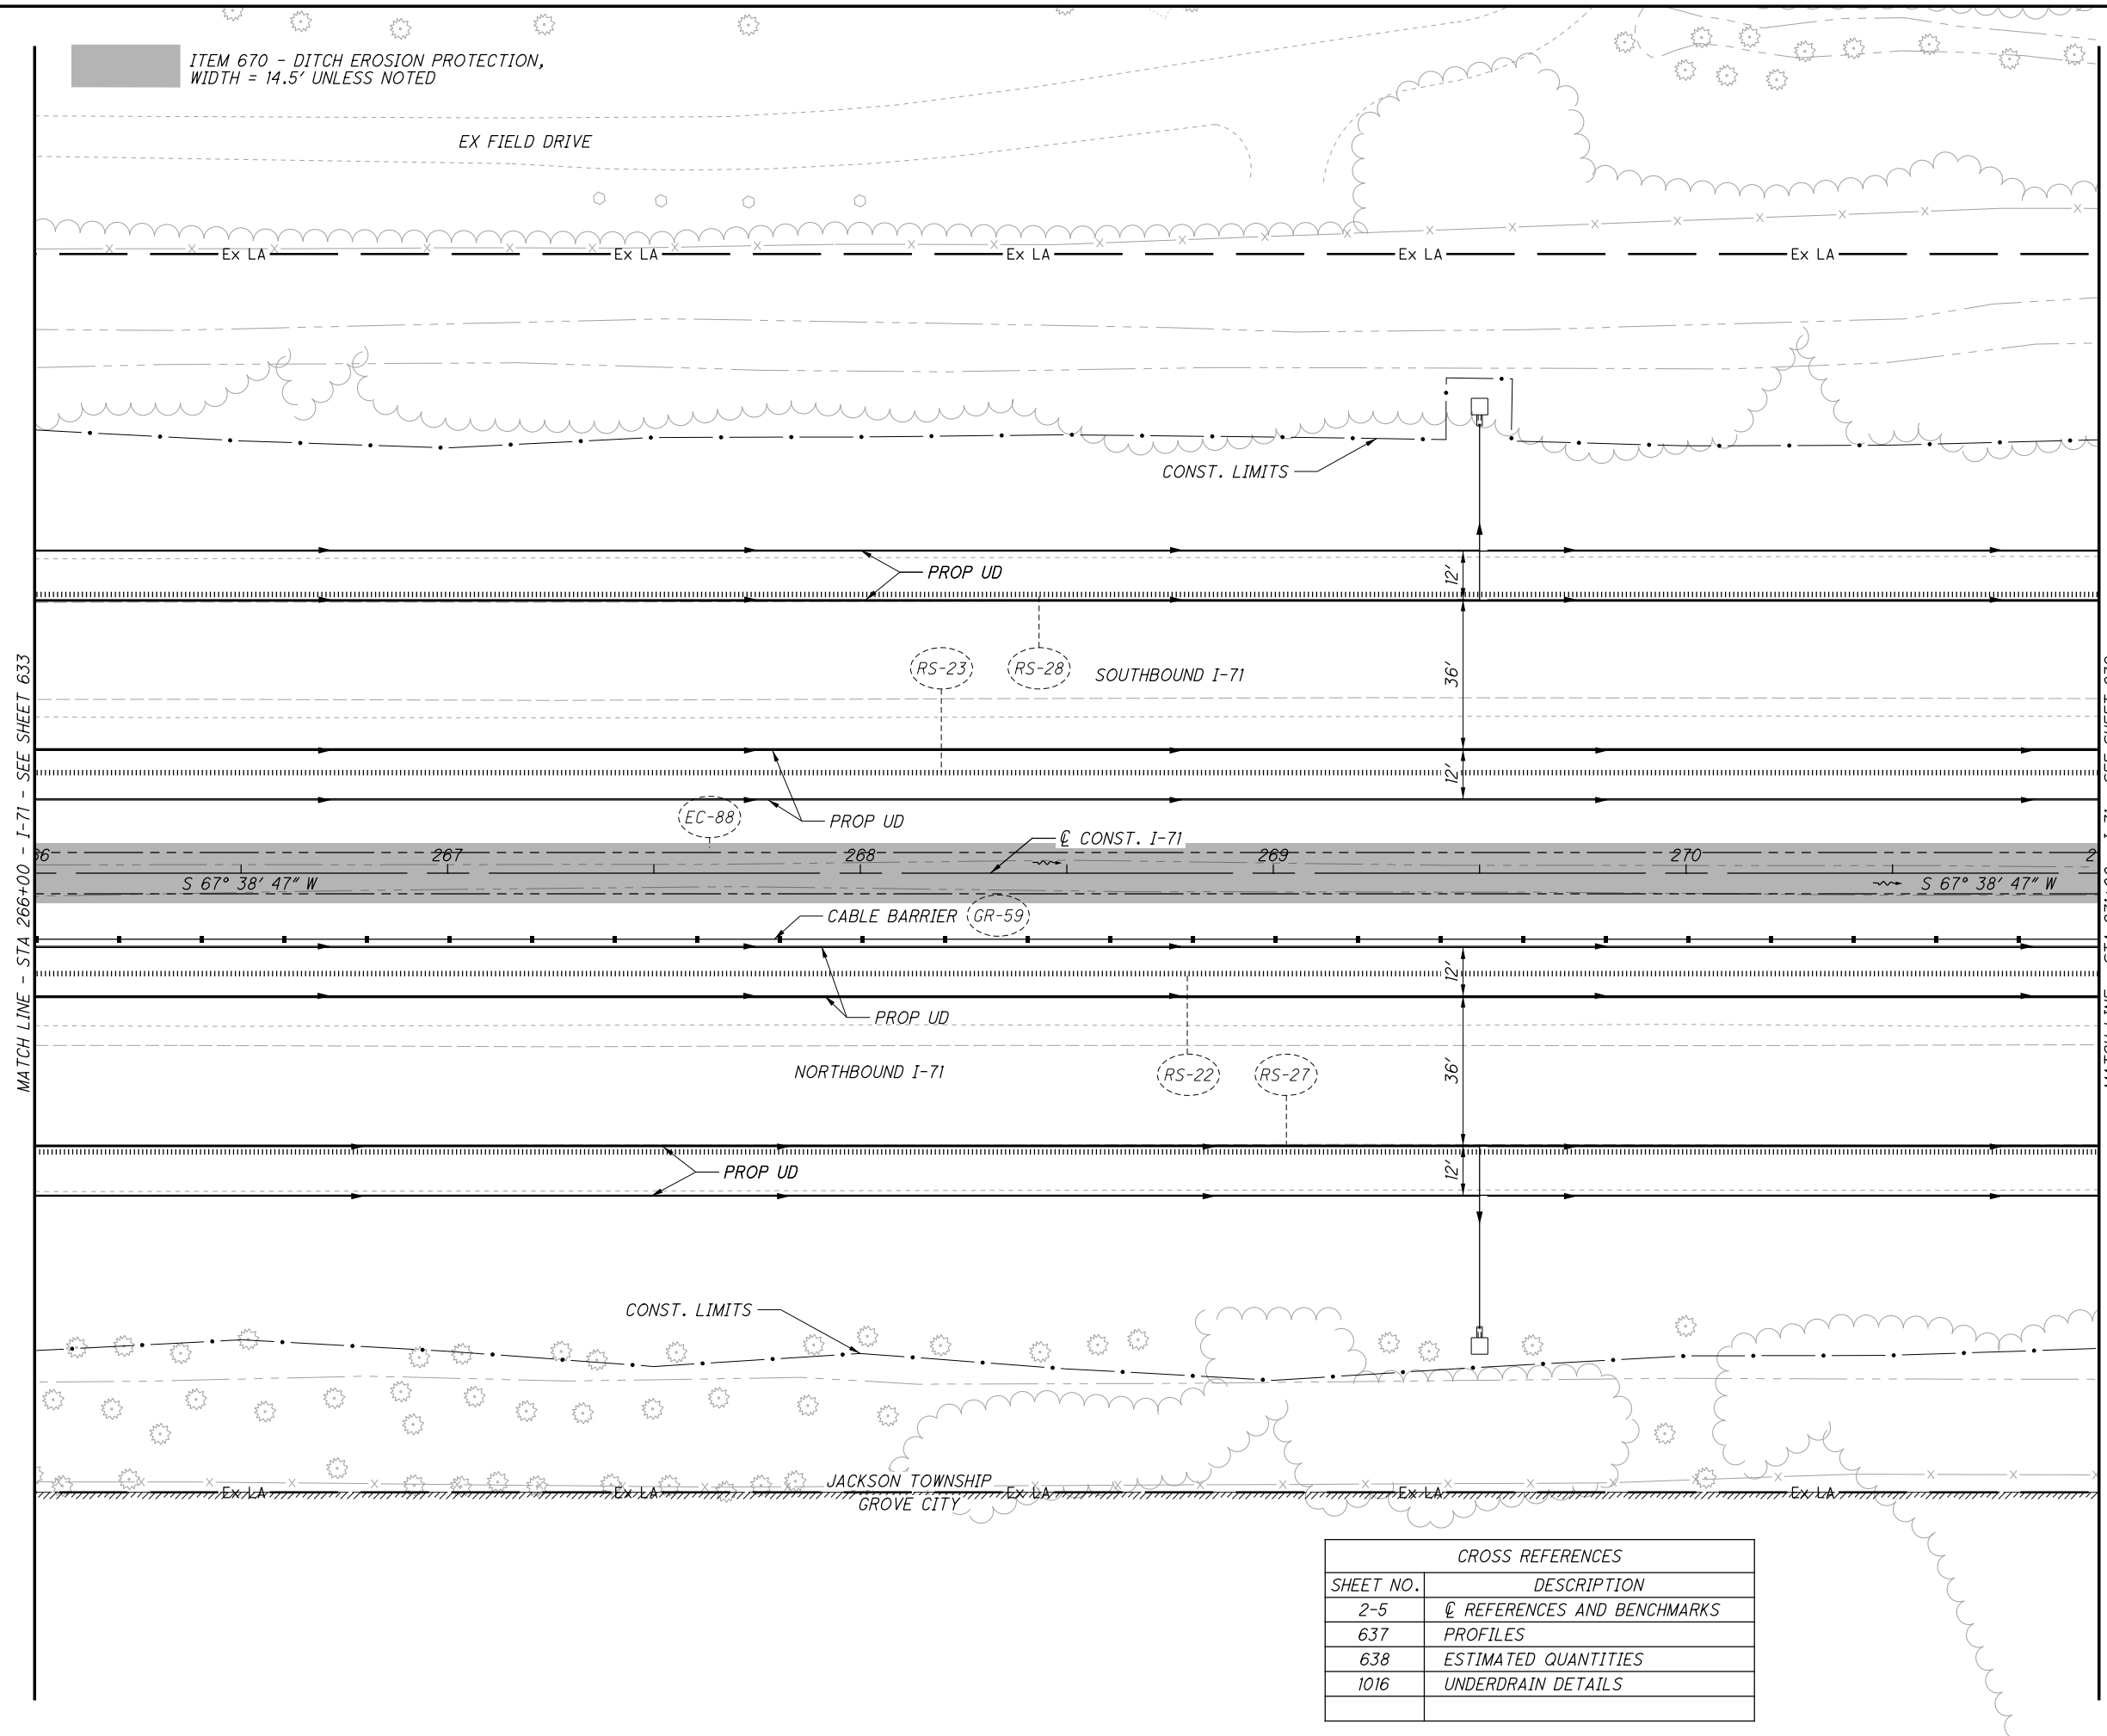 ITEM 670 - DITCH EROSION PROTECTION,
WIDTH = 14.5' UNLESS NOTED
EX FIELD DRIVE
Ex LA Ex LA Ex LA Ex LA Ex LA
CONST. LIMITS
PROP UD
12'
RS-23 RS-28 SOUTHBOUND I-71
36'
MATCH LINE - STA 266+00 - I-71 - SEE SHEET 633
12'
EC-88
PROP UD
℄ CONST. I-71
267 268 269 270
S 67° 38' 47" W S 67° 38' 47" W
CABLE BARRIER GR-59
12'
PROP UD
NORTHBOUND I-71
RS-22 RS-27
36'
PROP UD
12'
CONST. LIMITS
JACKSON TOWNSHIP
Ex LA Ex LA Ex LA Ex LA Ex LA
GROVE CITY
CROSS REFERENCES
SHEET NO. DESCRIPTION
2-5 ℄ REFERENCES AND BENCHMARKS
637 PROFILES
638 ESTIMATED QUANTITIES
1016 UNDERDRAIN DETAILS